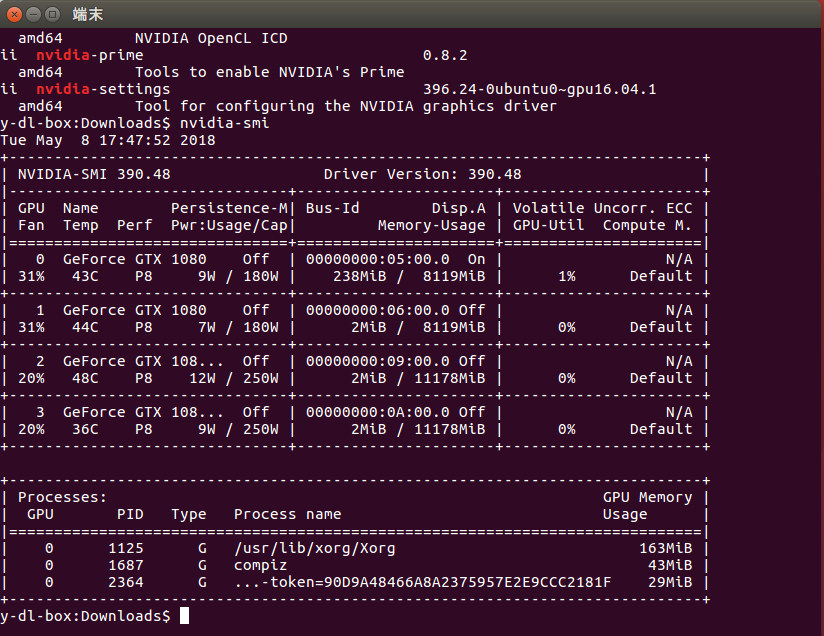 端末
amd64 NVIDIA OpenCL ICD
ii nvidia-prime 0.8.2
amd64 Tools to enable NVIDIA's Prime
ii nvidia-settings 396.24-0ubuntu0~gpu16.04.1
amd64 Tool for configuring the NVIDIA graphics driver
y-dl-box:Downloads$ nvidia-smi
Tue May  8 17:47:52 2018
+-----------------------------------------------------------------------------+
| NVIDIA-SMI 390.48                 Driver Version: 390.48                    |
|-------------------------------+----------------------+----------------------+
| GPU  Name        Persistence-M| Bus-Id        Disp.A | Volatile Uncorr. ECC |
| Fan  Temp  Perf  Pwr:Usage/Cap|         Memory-Usage | GPU-Util  Compute M. |
|===============================+======================+======================|
|   0  GeForce GTX 1080    Off  | 00000000:05:00.0  On |                  N/A |
| 31%   43C    P8     9W / 180W |    238MiB /  8119MiB |      1%      Default |
+-------------------------------+----------------------+----------------------+
|   1  GeForce GTX 1080    Off  | 00000000:06:00.0 Off |                  N/A |
| 31%   44C    P8     7W / 180W |      2MiB /  8119MiB |      0%      Default |
+-------------------------------+----------------------+----------------------+
|   2  GeForce GTX 108...  Off  | 00000000:09:00.0 Off |                  N/A |
| 20%   48C    P8    12W / 250W |      2MiB / 11178MiB |      0%      Default |
+-------------------------------+----------------------+----------------------+
|   3  GeForce GTX 108...  Off  | 00000000:0A:00.0 Off |                  N/A |
| 20%   36C    P8     9W / 250W |      2MiB / 11178MiB |      0%      Default |
+-------------------------------+----------------------+----------------------+
+-----------------------------------------------------------------------------+
| Processes:                                                       GPU Memory |
|  GPU       PID   Type   Process name                             Usage      |
|=============================================================================|
|    0      1125      G   /usr/lib/xorg/Xorg                           163MiB |
|    0      1687      G   compiz                                        43MiB |
|    0      2364      G   ...-token=90D9A48466A8A2375957E2E9CCC2181F    29MiB |
+-----------------------------------------------------------------------------+
y-dl-box:Downloads$